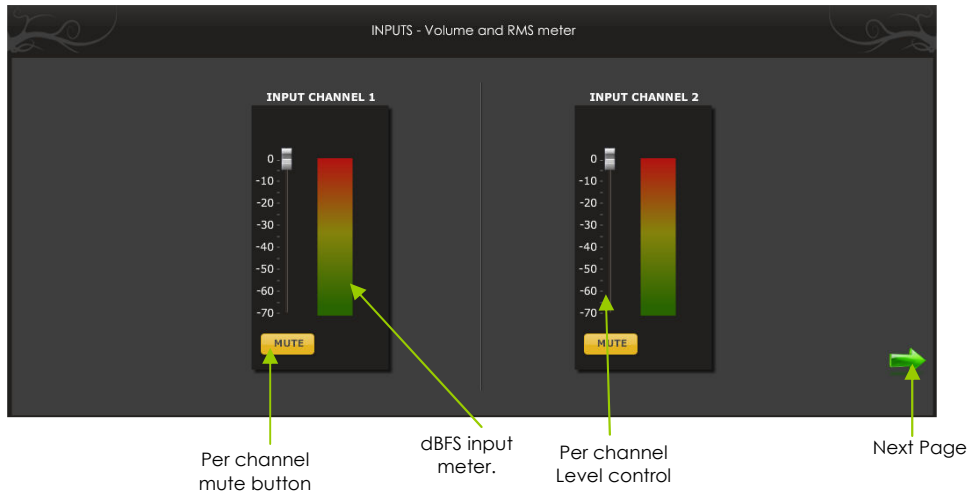 INPUTS - Volume and RMS meter
INPUT CHANNEL 1
0
-10
-20
-30
-40
-50
-60
-70
MUTE
INPUT CHANNEL 2
0
-10
-20
-30
-40
-50
-60
-70
MUTE
Per channel
mute button
dBFS input
meter.
Per channel
Level control
Next Page